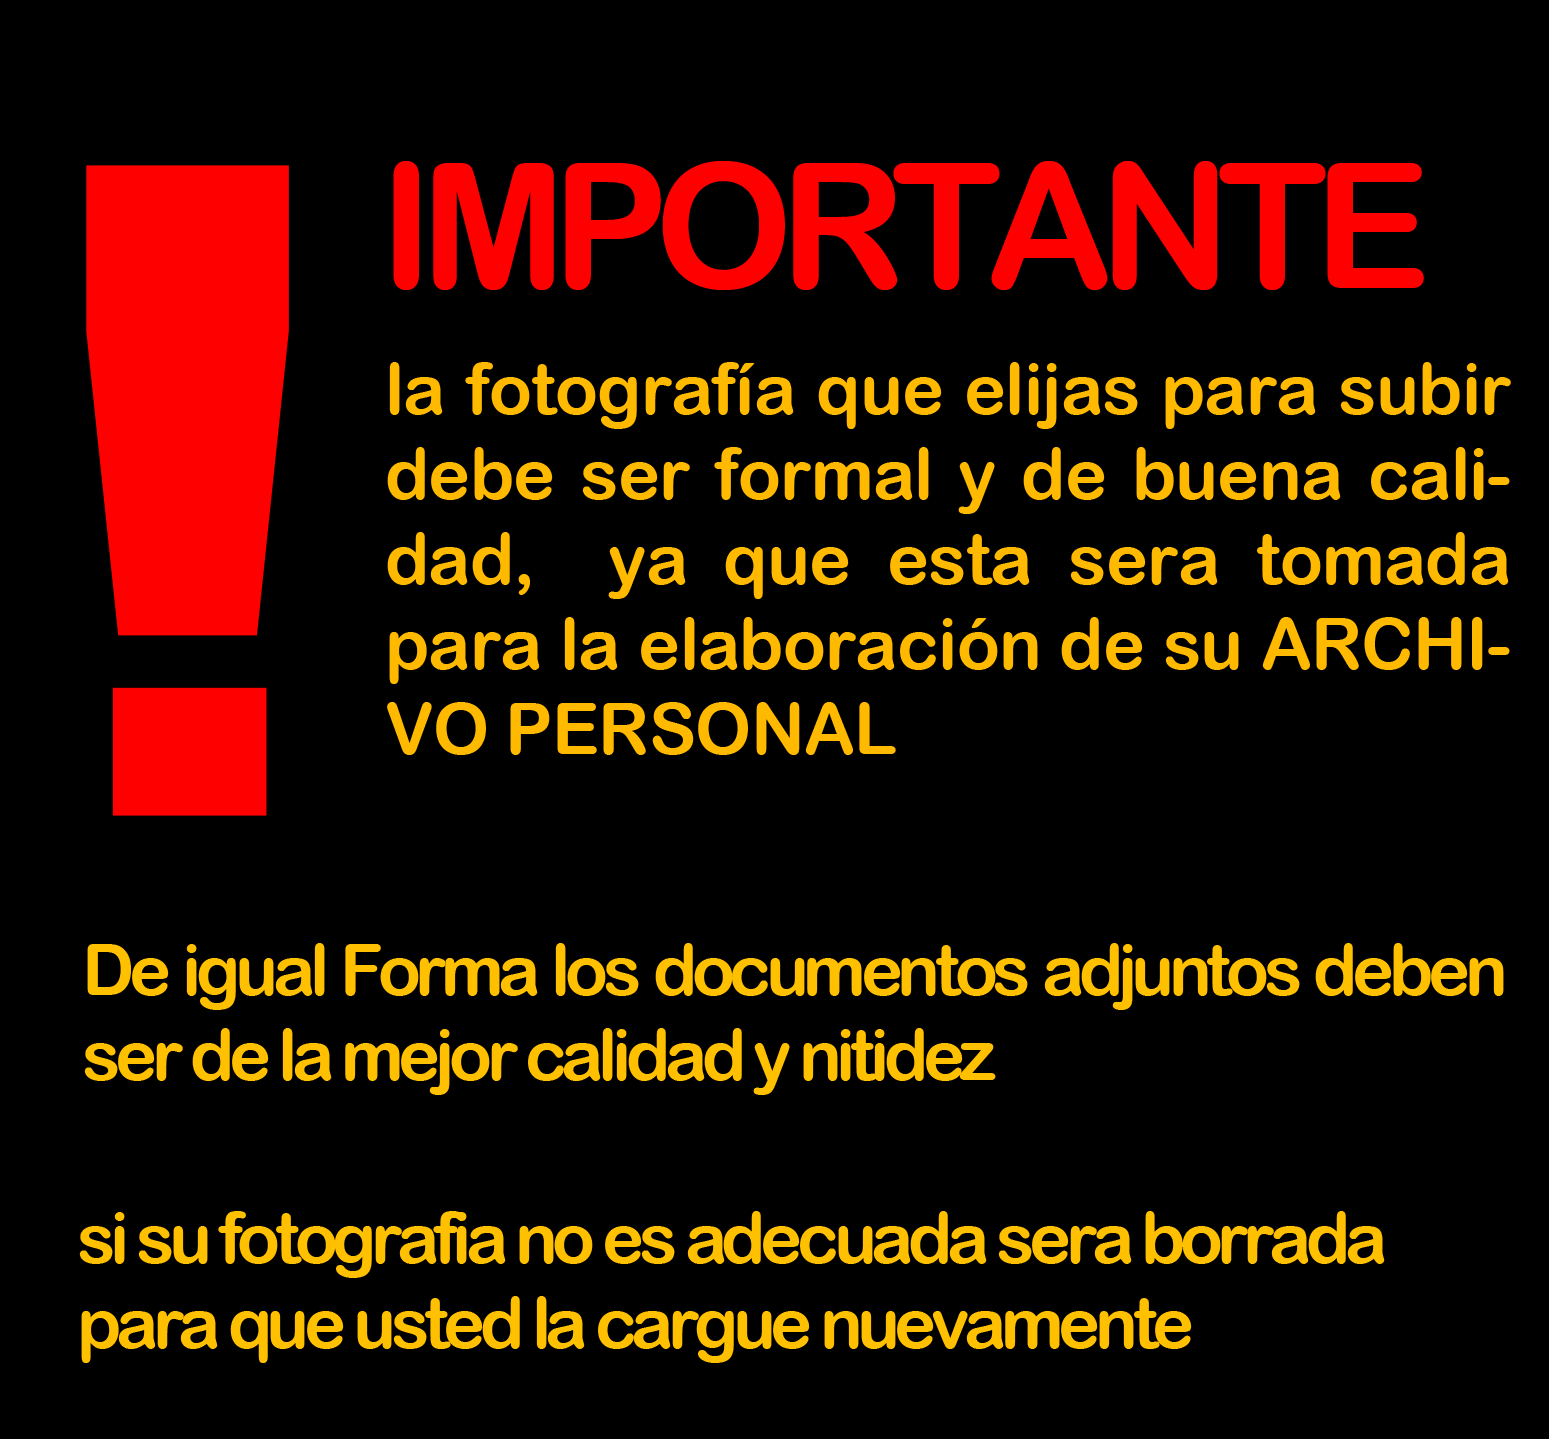 IMPORTANTE
la fotografía que elijas para subir
debe ser formal y de buena cali-
dad, ya que esta sera tomada
para la elaboración de su ARCHI-
VO PERSONAL
De igual Forma los documentos adjuntos deben
ser de la mejor calidad y nitidez
si su fotografia no es adecuada sera borrada
para que usted la cargue nuevamente